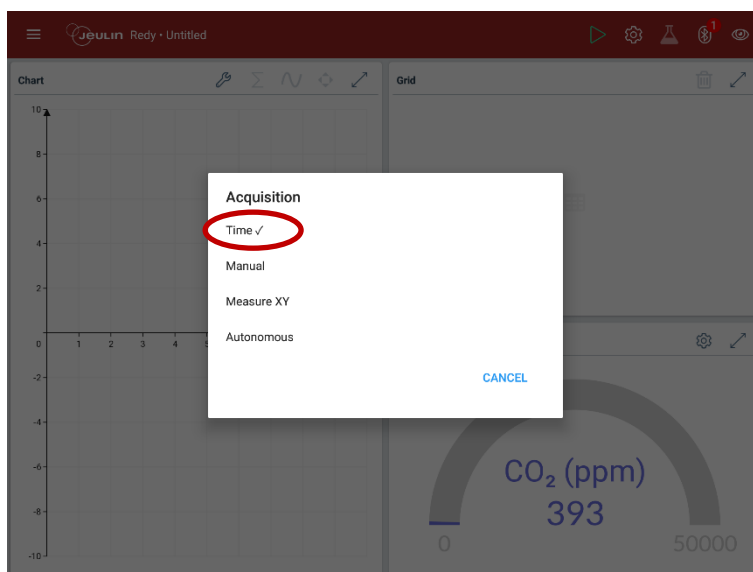 Jeulin Redy • Untitled
1
Chart
Grid
10
8
6
4
2
0 1 2 3 4 5
-2
-4
-6
-8
-10
Acquisition
Time ✓
Manual
Measure XY
Autonomous
CANCEL
CO₂ (ppm)
393
0 50000